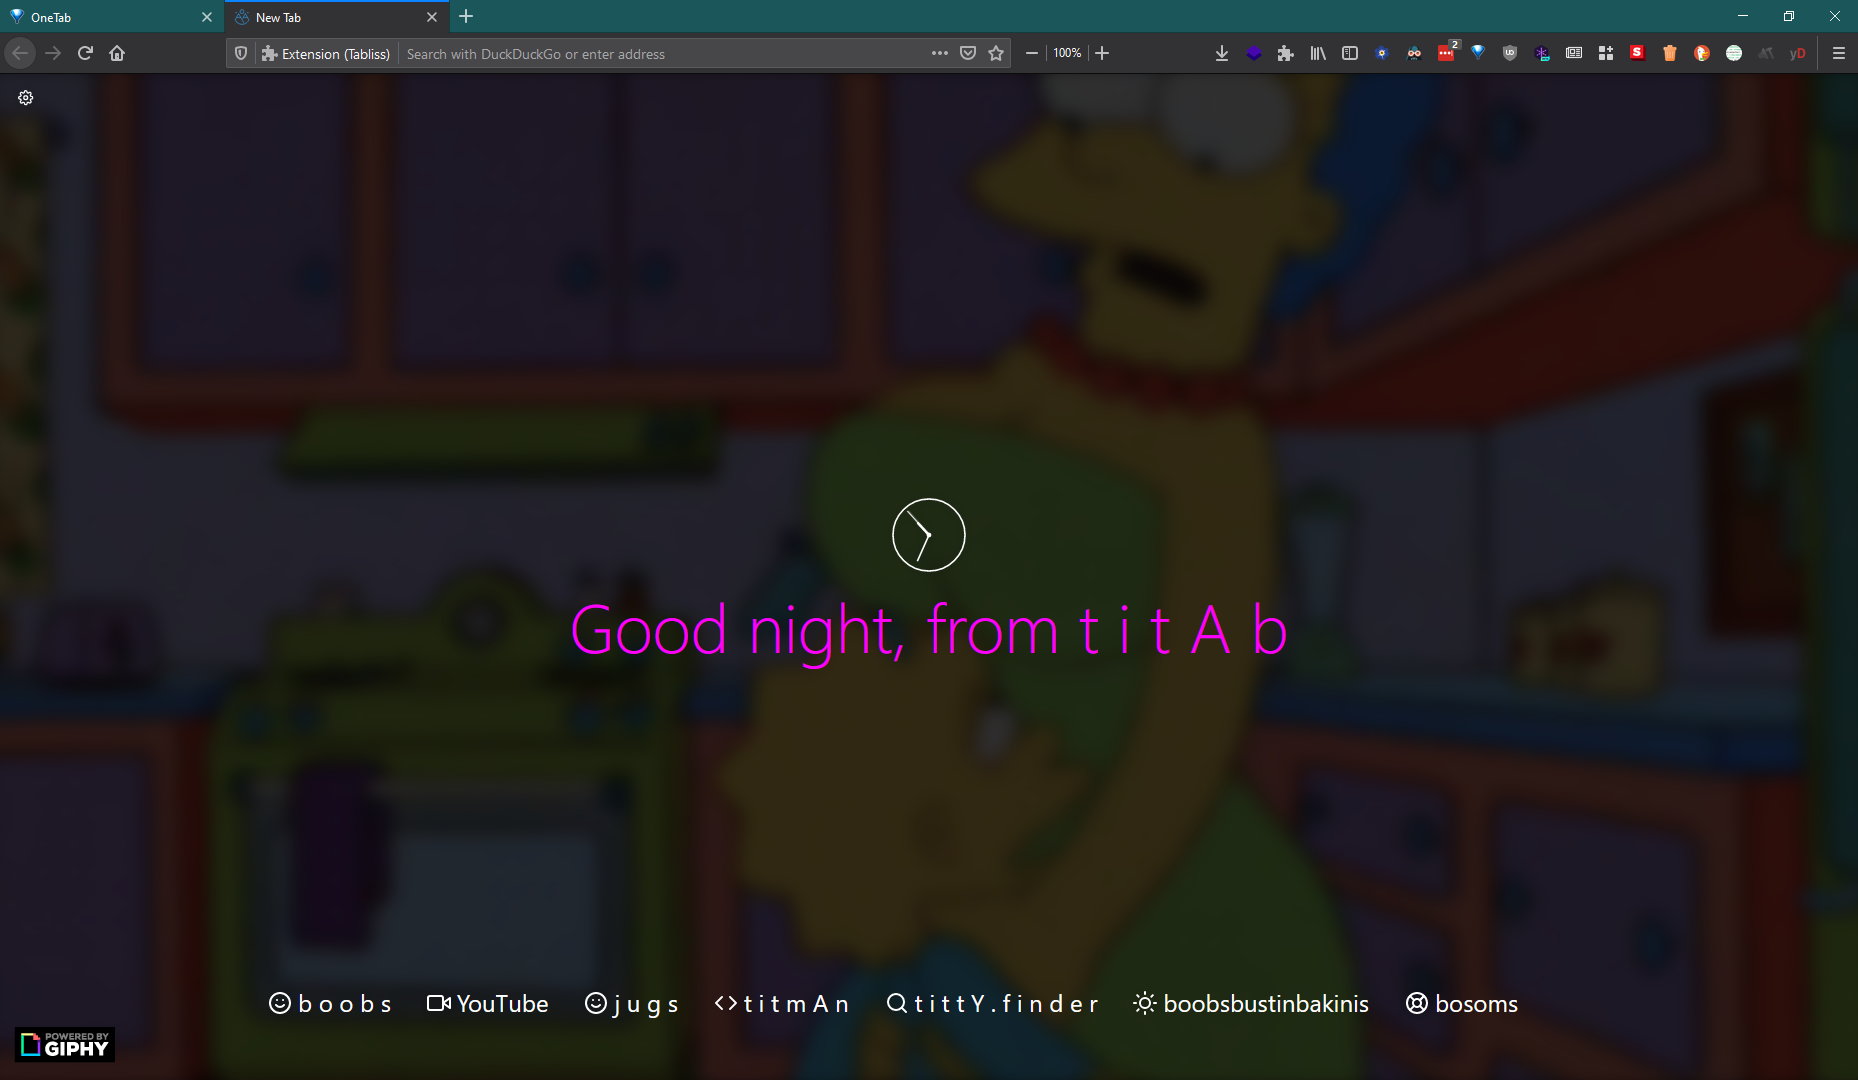 OneTab
New Tab
Extension (Tabliss)
Search with DuckDuckGo or enter address
100%
2
S
yD
Good night, from t i t A b
b o o b s
YouTube
j u g s
t i t m A n
t i t t Y . f i n d e r
boobsbustinbakinis
bosoms
POWERED BY
GIPHY